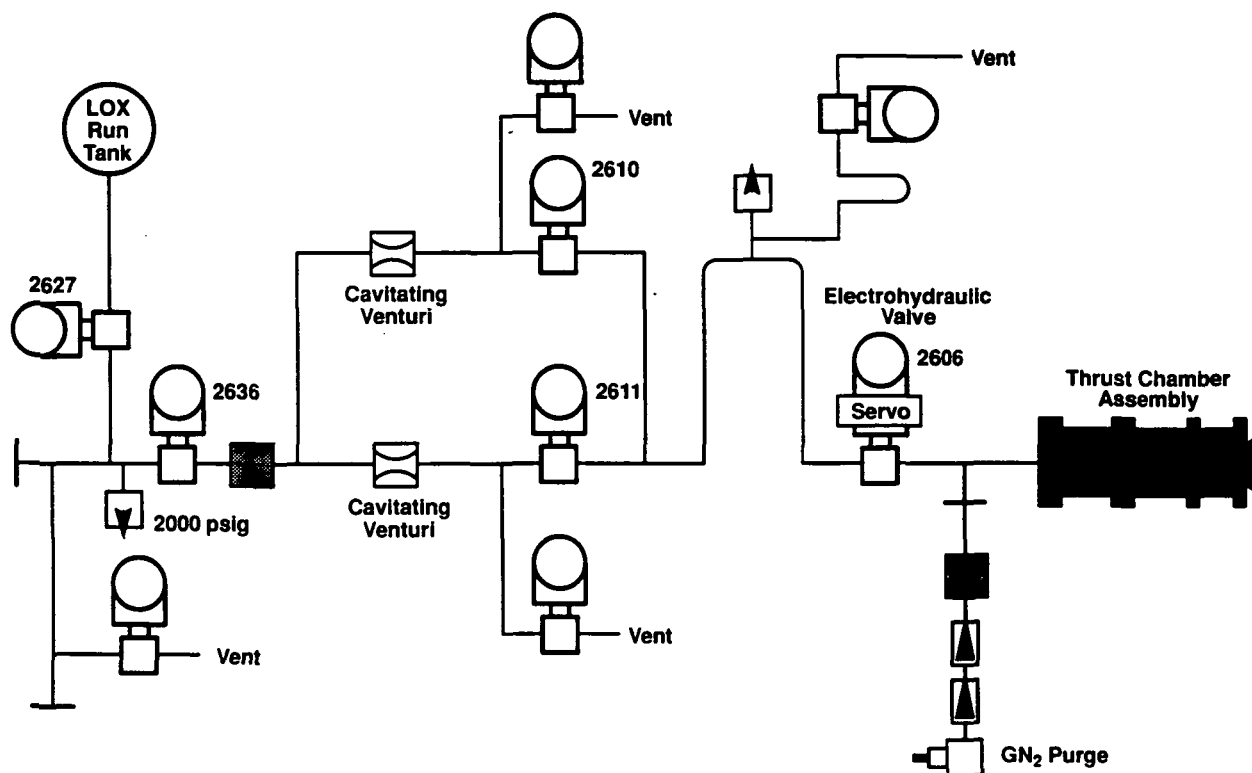 Vent
LOX
Run
Tank
Vent
2610
2627
Cavitating
Venturi
Electrohydraulic
Valve
2636
2611
2606
Thrust Chamber
Assembly
Servo
2000 psig
Cavitating
Venturi
Vent
Vent
GN₂ Purge